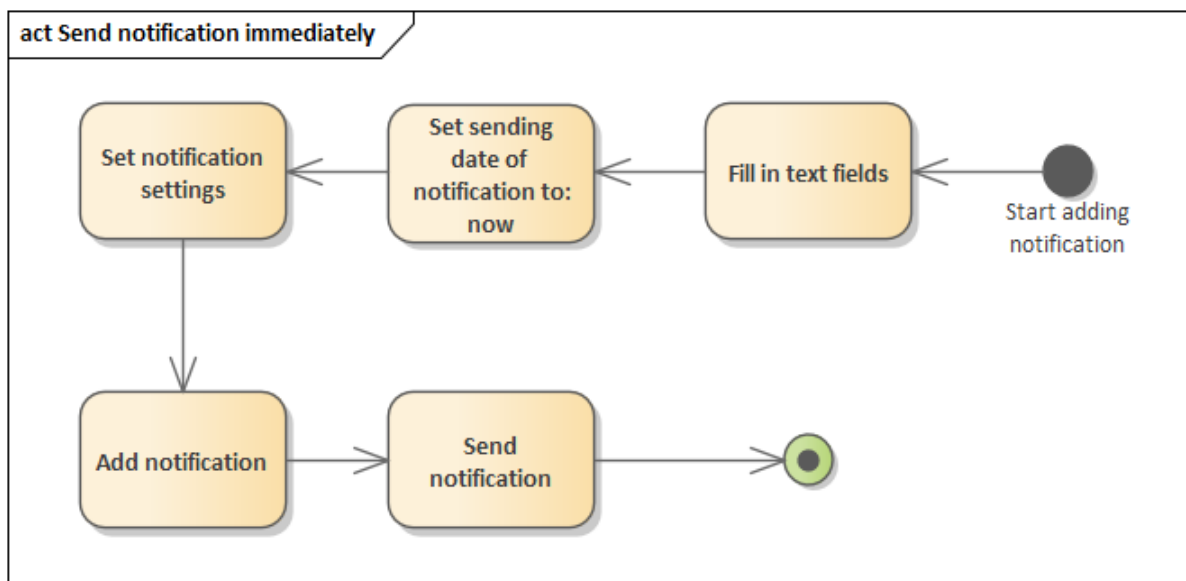 act Send notification immediately
Set notification
settings
Set sending
date of
notification to:
now
Fill in text fields
Start adding
notification
Add notification
Send
notification